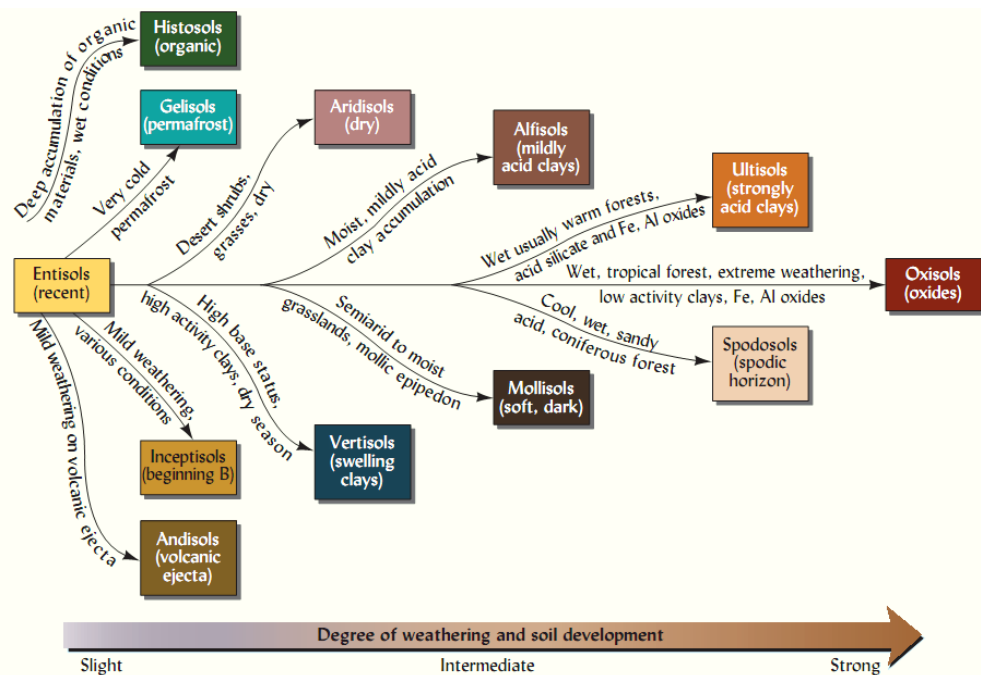 Deep accumulation of organic
materials, wet conditions
Histosols
(organic)
Very cold
permafrost
Gelisols
(permafrost)
Desert shrubs,
grasses, dry
Aridisols
(dry)
Moist, mildly acid
clay accumulation
Alfisols
(mildly
acid clays)
Wet usually warm forests,
acid silicate and Fe, Al oxides
Ultisols
(strongly
acid clays)
Entisols
(recent)
Wet, tropical forest, extreme weathering,
low activity clays, Fe, Al oxides
Oxisols
(oxides)
Mild weathering on volcanic ejecta
Mild weathering,
various conditions
High base status,
high activity clays, dry season
Semiarid to moist
grasslands, mollic epipedon
Cool, wet, sandy
acid, coniferous forest
Spodosols
(spodic
horizon)
Mollisols
(soft, dark)
Inceptisols
(beginning B)
Vertisols
(swelling
clays)
Andisols
(volcanic
ejecta)
Degree of weathering and soil development
Slight
Intermediate
Strong